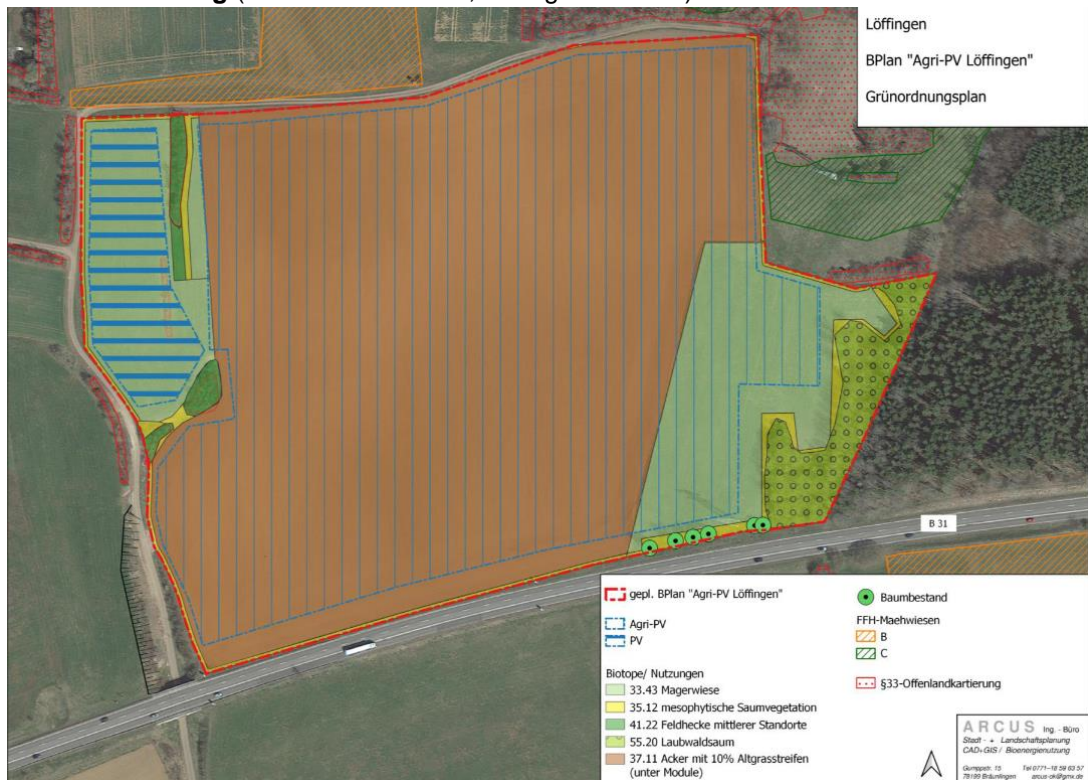 Löffingen
BPlan "Agri-PV Löffingen"
Grünordnungsplan
B 31
gepl. BPlan "Agri-PV Löffingen"
Agri-PV
PV
Biotope/ Nutzungen
33.43 Magerwiese
35.12 mesophytische Saumvegetation
41.22 Feldhecke mittlerer Standorte
55.20 Laubwaldsaum
37.11 Acker mit 10% Altgrasstreifen
(unter Module)
Baumbestand
FFH-Maehwiesen
B
C
§33-Offenlandkartierung
ARCUS Ing. - Büro
Stadt - + Landschaftsplanung
CAD+GIS / Bioenergienutzung
78199 Bräunlingen